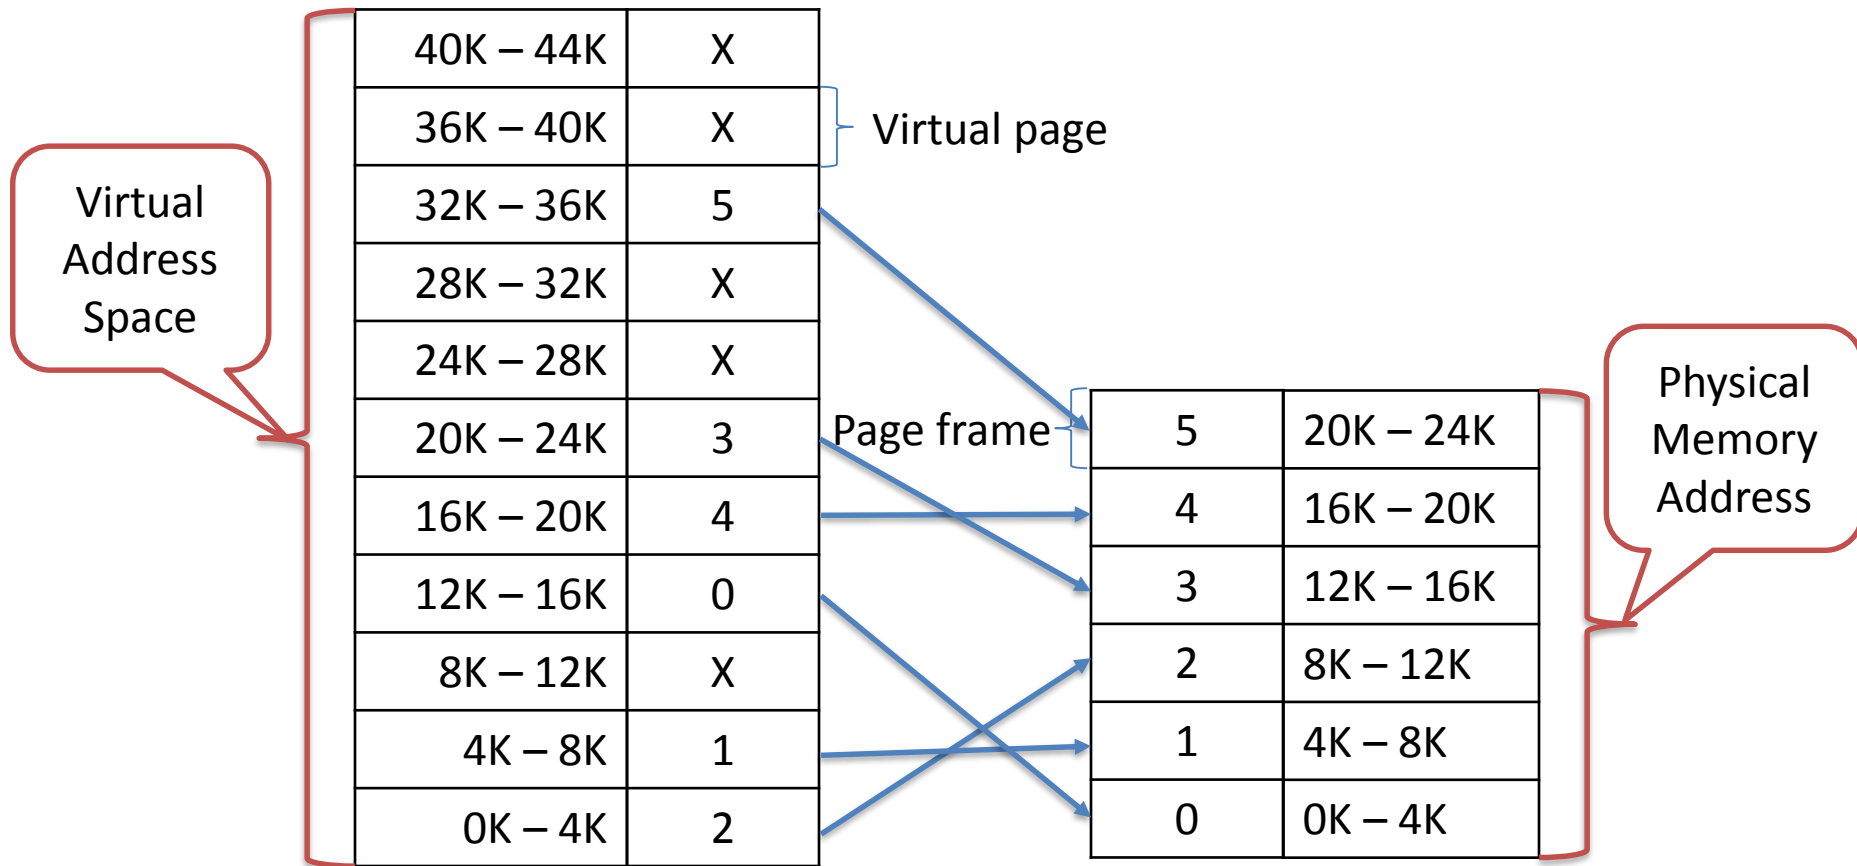 Virtual
Address
Space
40K – 44K X
36K – 40K X
32K – 36K 5
28K – 32K X
24K – 28K X
20K – 24K 3
16K – 20K 4
12K – 16K 0
8K – 12K X
4K – 8K 1
0K – 4K 2
Virtual page
Page frame
5 20K – 24K
4 16K – 20K
3 12K – 16K
2 8K – 12K
1 4K – 8K
0 0K – 4K
Physical
Memory
Address